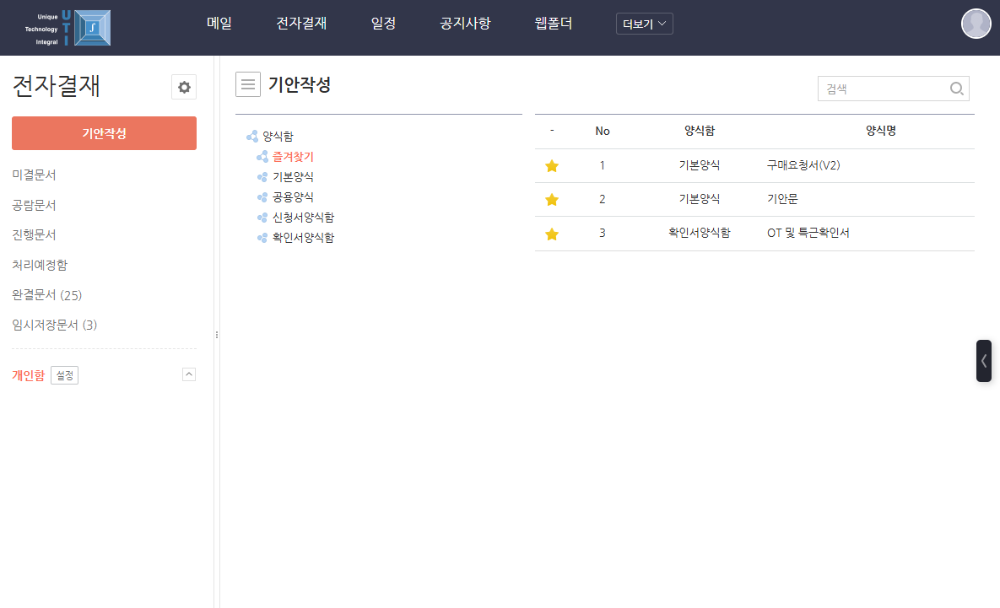 Unique
Technology
Integral
UTI
메일
전자결재
일정
공지사항
웹폴더
더보기
전자결재
기안작성
미결문서
공람문서
진행문서
처리예정함
완결문서 (25)
임시저장문서 (3)
개인함 설정
기안작성
검색
양식함
즐겨찾기
기본양식
공용양식
신청서양식함
확인서양식함
- No 양식함 양식명
1 기본양식 구매요청서(V2)
2 기본양식 기안문
3 확인서양식함 OT 및 특근확인서